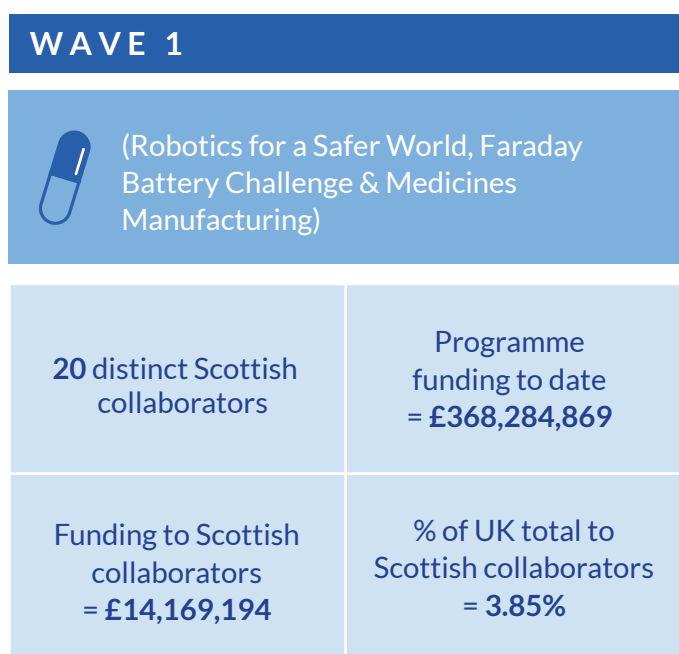 WAVE 1
(Robotics for a Safer World, Faraday
Battery Challenge & Medicines
Manufacturing)
20 distinct Scottish
collaborators
Programme
funding to date
= £368,284,869
Funding to Scottish
collaborators
= £14,169,194
% of UK total to
Scottish collaborators
= 3.85%